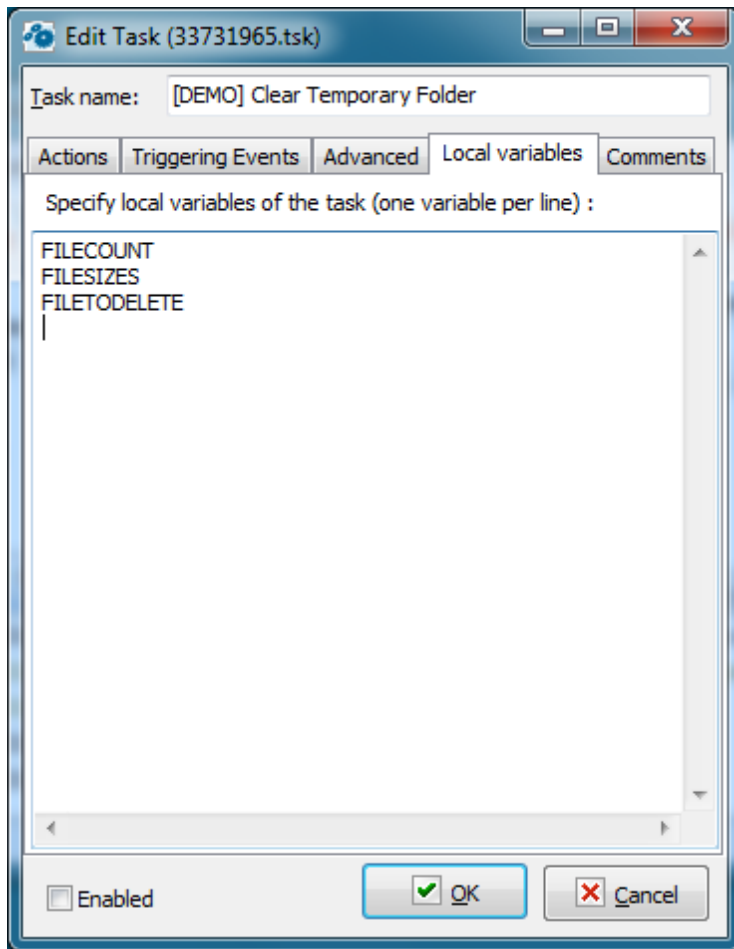 Edit Task (33731965.tsk)
Task name: [DEMO] Clear Temporary Folder
Actions Triggering Events Advanced Local variables Comments
Specify local variables of the task (one variable per line) :
FILECOUNT
FILESIZES
FILETODELETE
Enabled OK Cancel